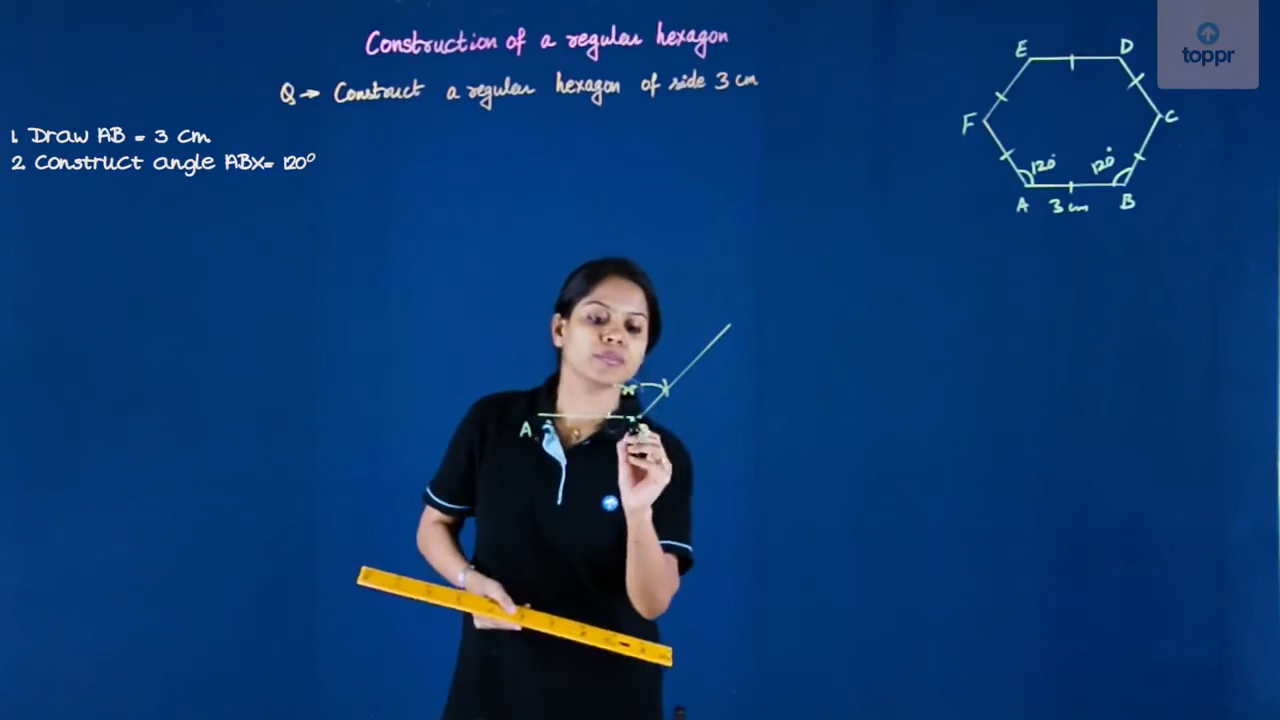 Construction of a regular hexagon
Q → Construct a regular hexagon of side 3 cm
1. Draw AB = 3 cm.
2. Construct angle ABX= 120°
E D
F C
120° 120°
A 3 cm B
A
toppr